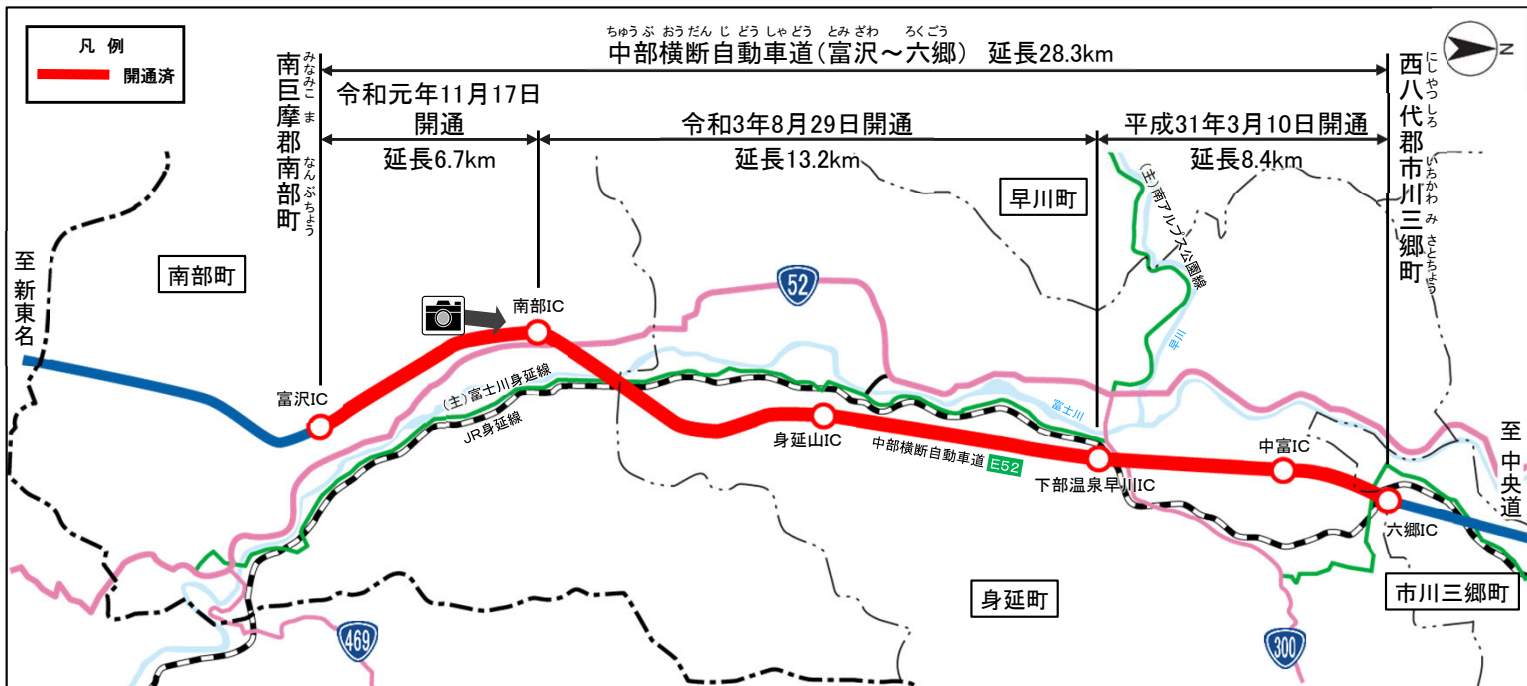 凡 例
開通済
ちゅう ぶ おう だん じ どう しゃ どう とみ ざわ ろく ごう
中部横断自動車道(富沢～六郷) 延長28.3km
N
南巨摩郡南部町
みなみこ ま なん ぶ ちょう
令和元年11月17日
開通
延長6.7km
令和3年8月29日開通
延長13.2km
平成31年3月10日開通
延長8.4km
西八代郡市川三郷町
にし やつ しろ いちかわ み さとちょう
早川町
(主)南アルプス公園線
早川
至 新東名
南部町
52
南部IC
富沢IC
(主)富士川身延線
JR身延線
身延山IC
富士川
中部横断自動車道 E52
下部温泉早川IC
中富IC
六郷IC
至 中央道
身延町
市川三郷町
469
300